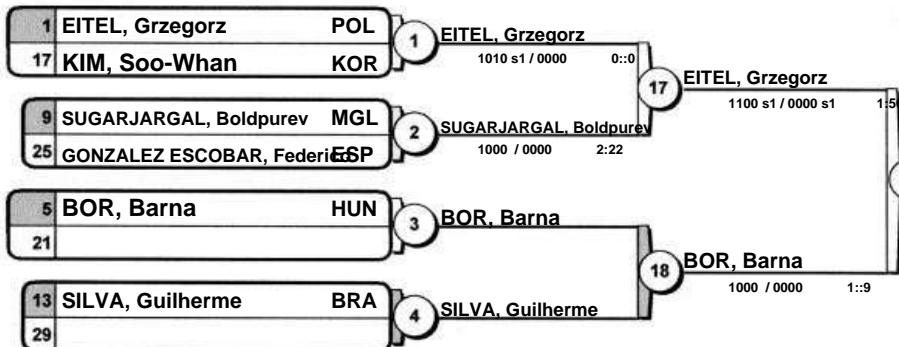 1 EITEL, Grzegorz POL
17 KIM, Soo-Whan KOR
1
EITEL, Grzegorz
1010 s1 / 0000 0::0
9 SUGARJARGAL, Boldpurev MGL
25 GONZALEZ ESCOBAR, Federico ESP
2
SUGARJARGAL, Boldpurev
1000 / 0000 2:22
17
EITEL, Grzegorz
1100 s1 / 0000 s1
5 BOR, Barna HUN
21
3
BOR, Barna
13 SILVA, Guilherme BRA
29
4
SILVA, Guilherme
18
BOR, Barna
1000 / 0000 1::9